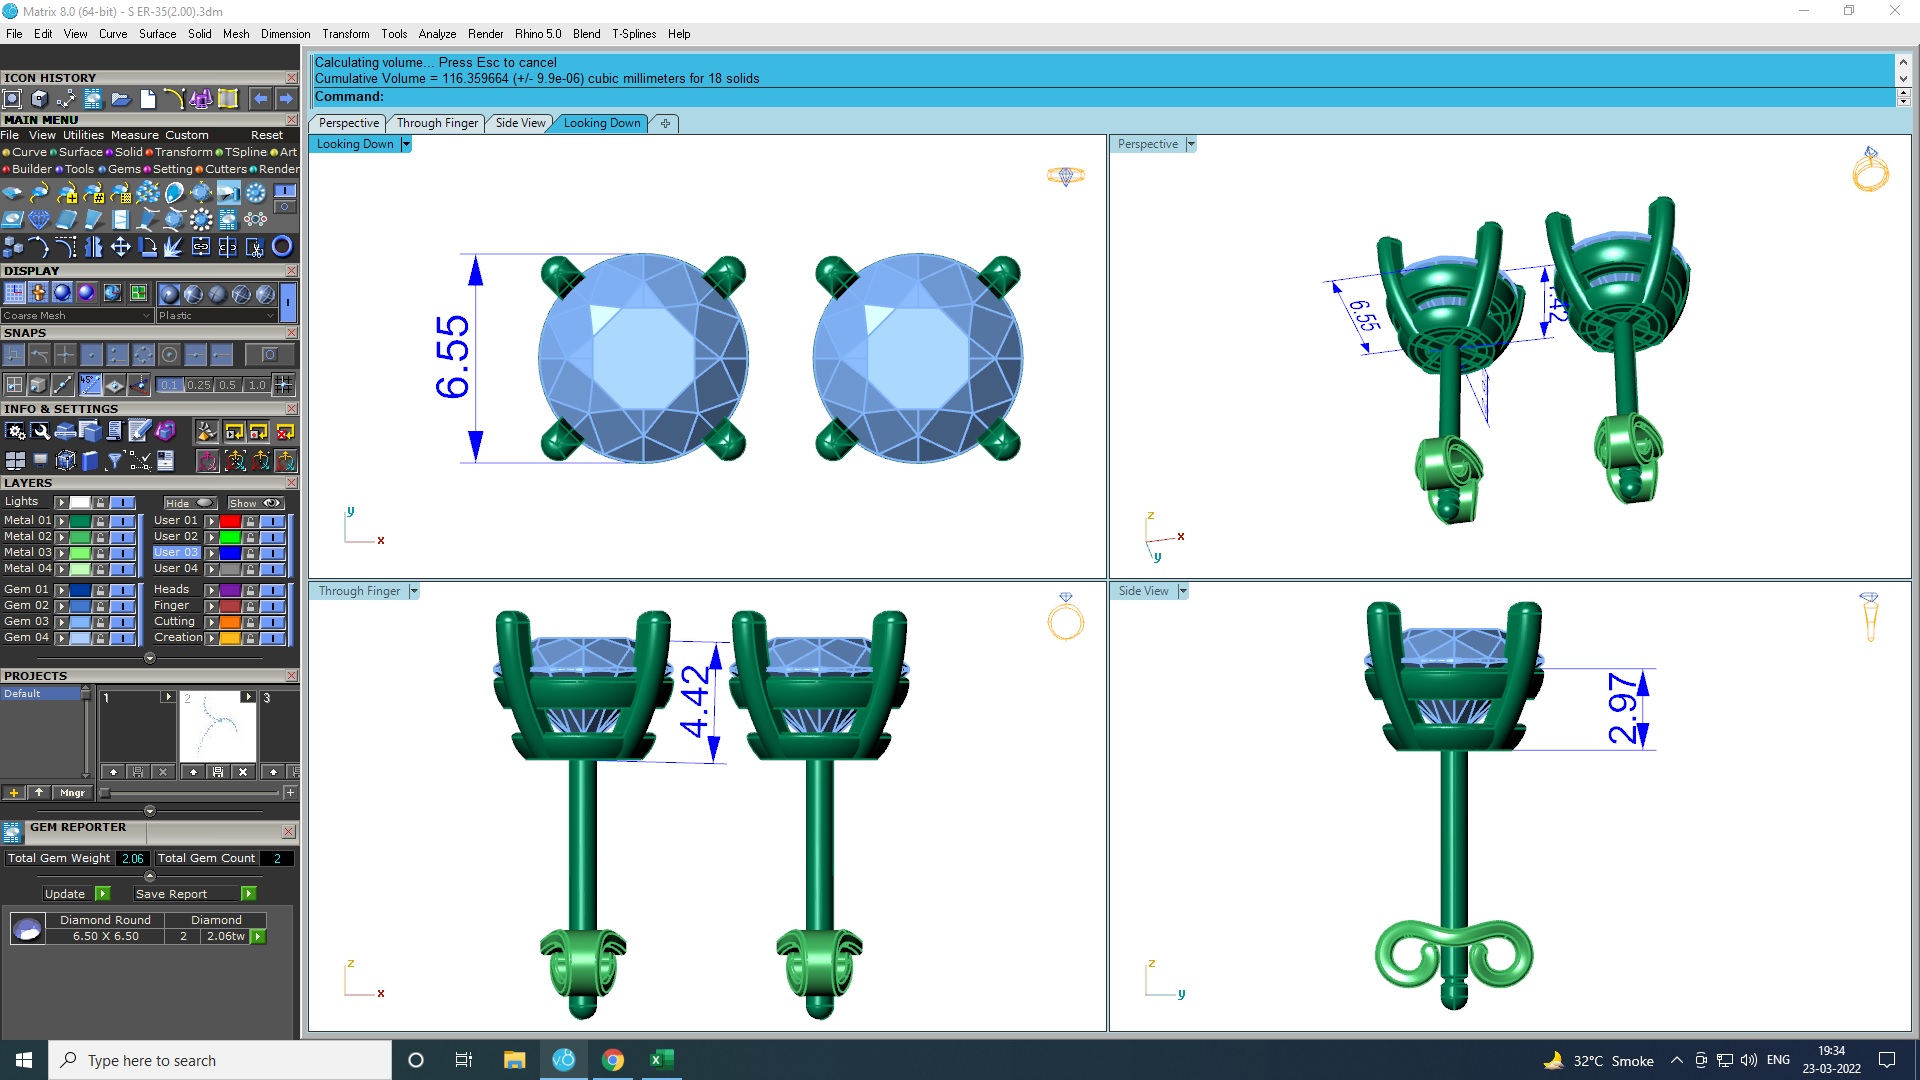 Matrix 8.0 (64-bit) - S ER-35(2.00).3dm
File Edit View Curve Surface Solid Mesh Dimension Transform Tools Analyze Render Rhino 5.0 Blend T-Splines Help
ICON HISTORY
MAIN MENU
File View Utilities Measure Custom Reset
Curve Surface Solid Transform TSpline Art
Builder Tools Gems Setting Cutters Render
DISPLAY
Coarse Mesh Plastic
SNAPS
45°
0.1 0.25 0.5 1.0
INFO & SETTINGS
LAYERS
Lights Hide Show
Metal 01 User 01
Metal 02 User 02
Metal 03 User 03
Metal 04 User 04
Gem 01 Heads
Gem 02 Finger
Gem 03 Cutting
Gem 04 Creation
PROJECTS
Default
1 2 3
Mngr
GEM REPORTER
Total Gem Weight 2.06 Total Gem Count 2
Update Save Report
Diamond Round Diamond
6.50 X 6.50 2 2.06tw
Calculating volume... Press Esc to cancel
Cumulative Volume = 116.359664 (+/- 9.9e-06) cubic millimeters for 18 solids
Command:
Perspective Through Finger Side View Looking Down
Looking Down
6.55
y
x
Perspective
6.55
z
x
y
Through Finger
4.42
z
x
Side View
2.97
z
y
Type here to search
32°C Smoke
ENG
19:34
23-03-2022